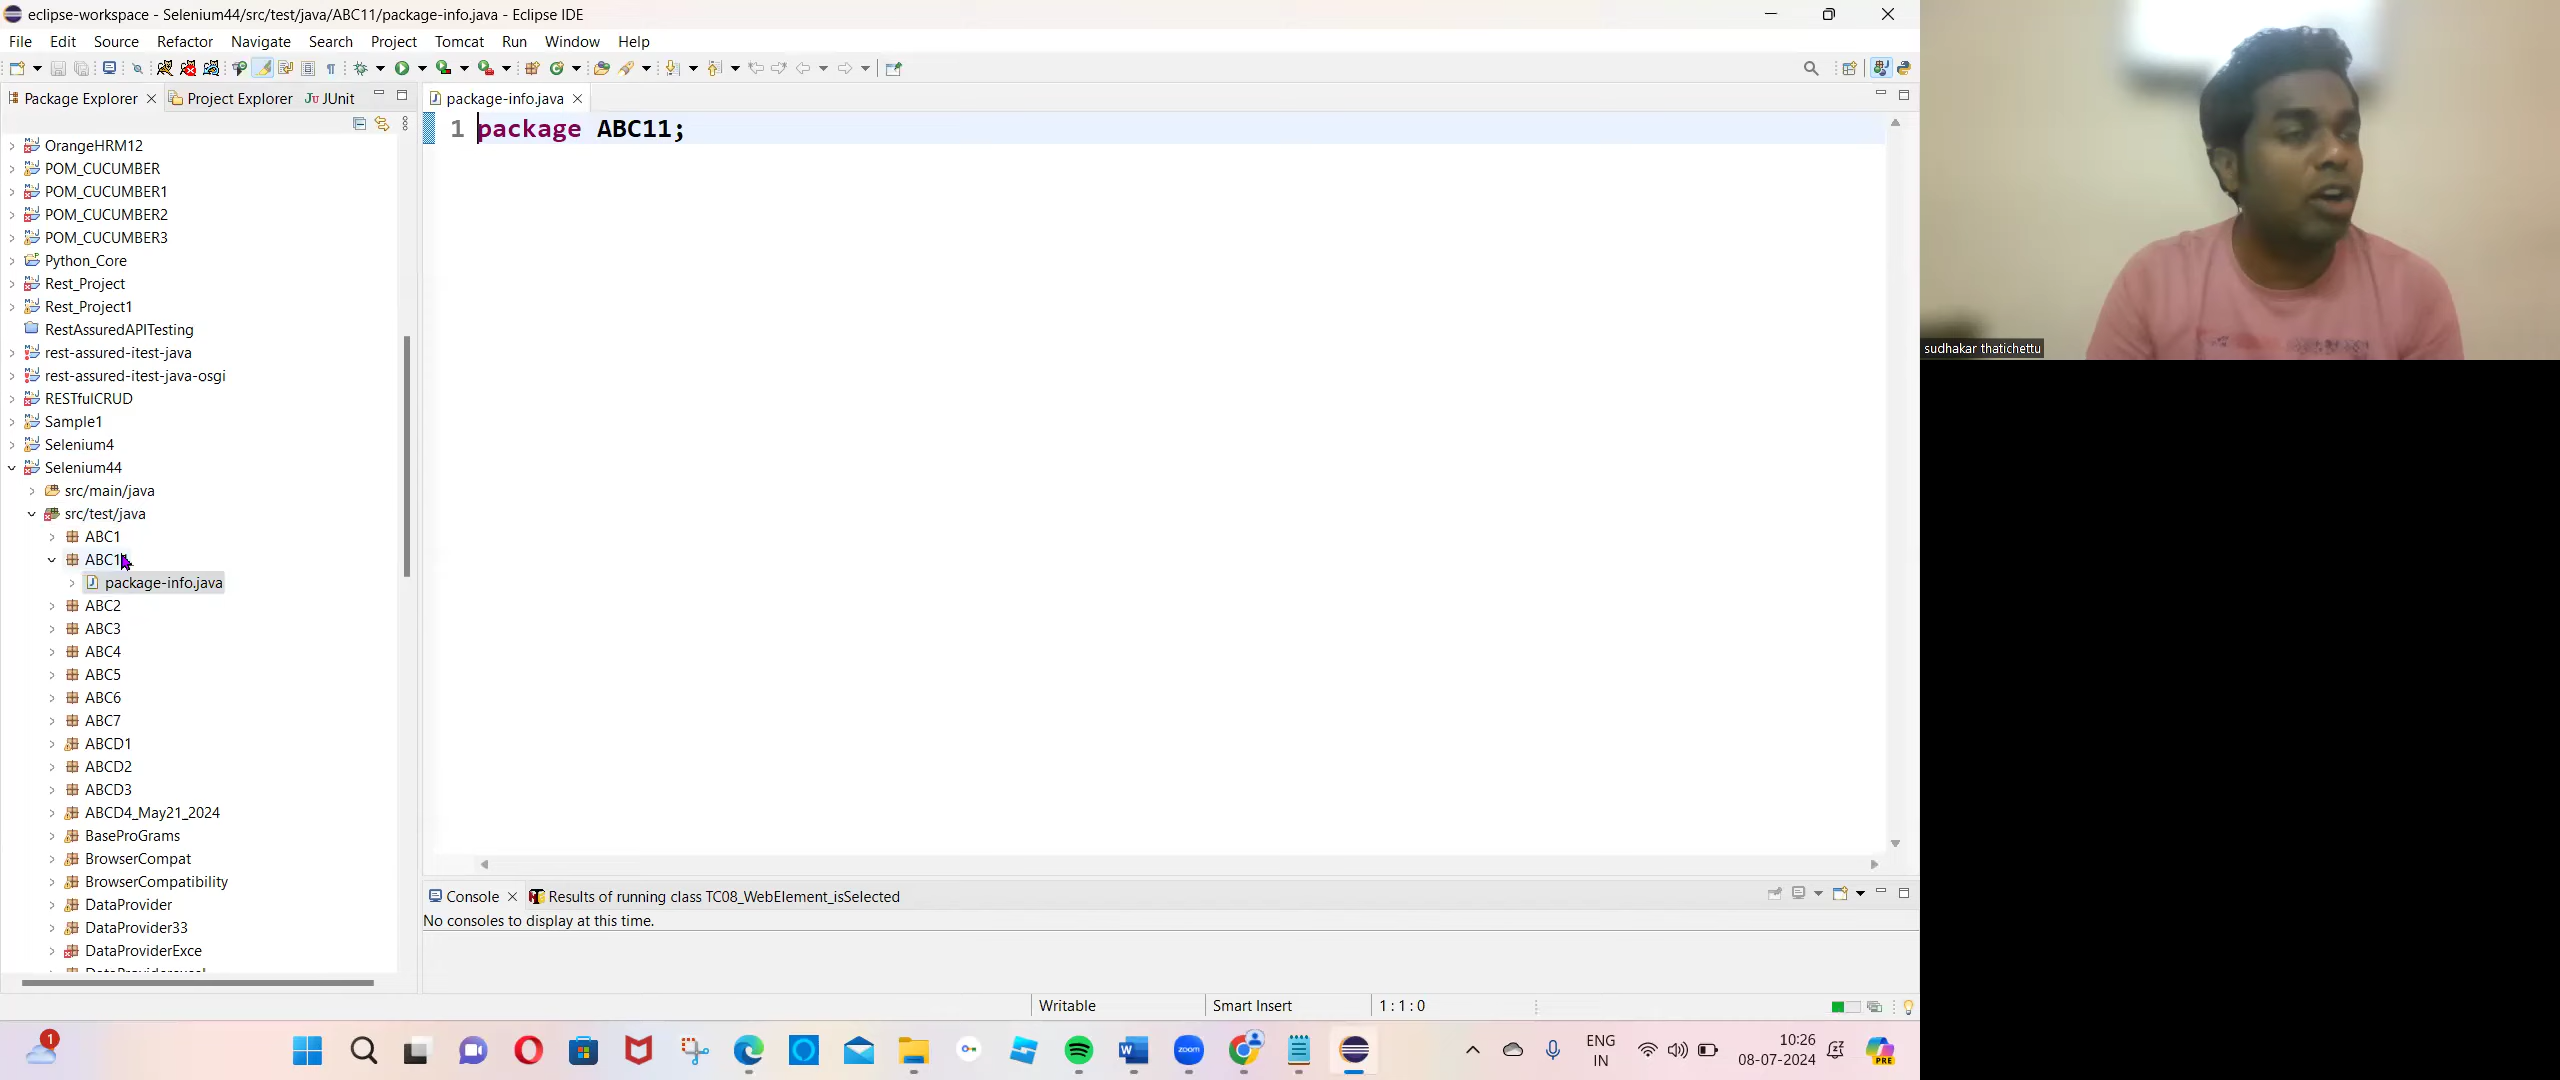 eclipse-workspace - Selenium44/src/test/java/ABC11/package-info.java - Eclipse IDE
File Edit Source Refactor Navigate Search Project Tomcat Run Window Help
Package Explorer Project Explorer JUnit
package-info.java
1 package ABC11;
OrangeHRM12
POM_CUCUMBER
POM_CUCUMBER1
POM_CUCUMBER2
POM_CUCUMBER3
Python_Core
Rest_Project
Rest_Project1
RestAssuredAPITesting
rest-assured-itest-java
rest-assured-itest-java-osgi
RESTfulCRUD
Sample1
Selenium4
Selenium44
src/main/java
src/test/java
ABC1
ABC11
package-info.java
ABC2
ABC3
ABC4
ABC5
ABC6
ABC7
ABCD1
ABCD2
ABCD3
ABCD4_May21_2024
BaseProGrams
BrowserCompat
BrowserCompatibility
DataProvider
DataProvider33
DataProviderExce
Console Results of running class TC08_WebElement_isSelected
No consoles to display at this time.
Writable Smart Insert 1 : 1 : 0
1
zoom
ENG
IN
10:26
08-07-2024
PRE
sudhakar thatichettu